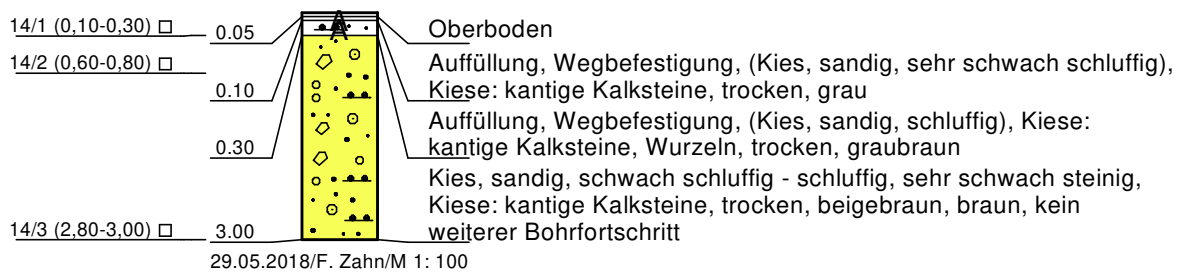 14/1 (0,10-0,30)
0.05
Oberboden
14/2 (0,60-0,80)
0.10
Auffüllung, Wegbefestigung, (Kies, sandig, sehr schwach schluffig),
Kiese: kantige Kalksteine, trocken, grau
0.30
Auffüllung, Wegbefestigung, (Kies, sandig, schluffig), Kiese:
kantige Kalksteine, Wurzeln, trocken, graubraun
Kies, sandig, schwach schluffig - schluffig, sehr schwach steinig,
Kiese: kantige Kalksteine, trocken, beigebraun, braun, kein
weiterer Bohrfortschritt
14/3 (2,80-3,00)
3.00
A
29.05.2018/F. Zahn/M 1: 100